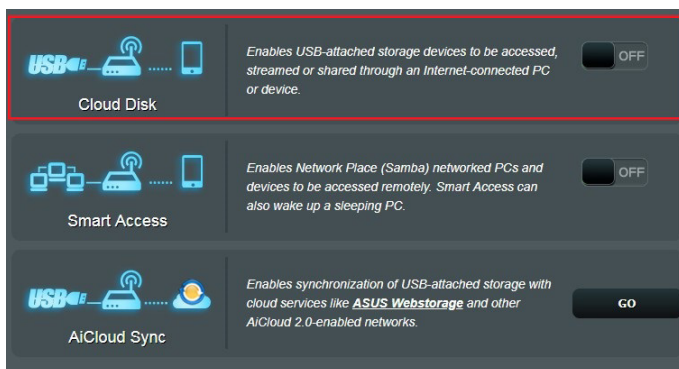 USB
Cloud Disk
Enables USB-attached storage devices to be accessed,
streamed or shared through an Internet-connected PC
or device.
OFF
Smart Access
Enables Network Place (Samba) networked PCs and
devices to be accessed remotely. Smart Access can
also wake up a sleeping PC.
OFF
USB
AiCloud Sync
Enables synchronization of USB-attached storage with
cloud services like ASUS Webstorage and other
AiCloud 2.0-enabled networks.
GO